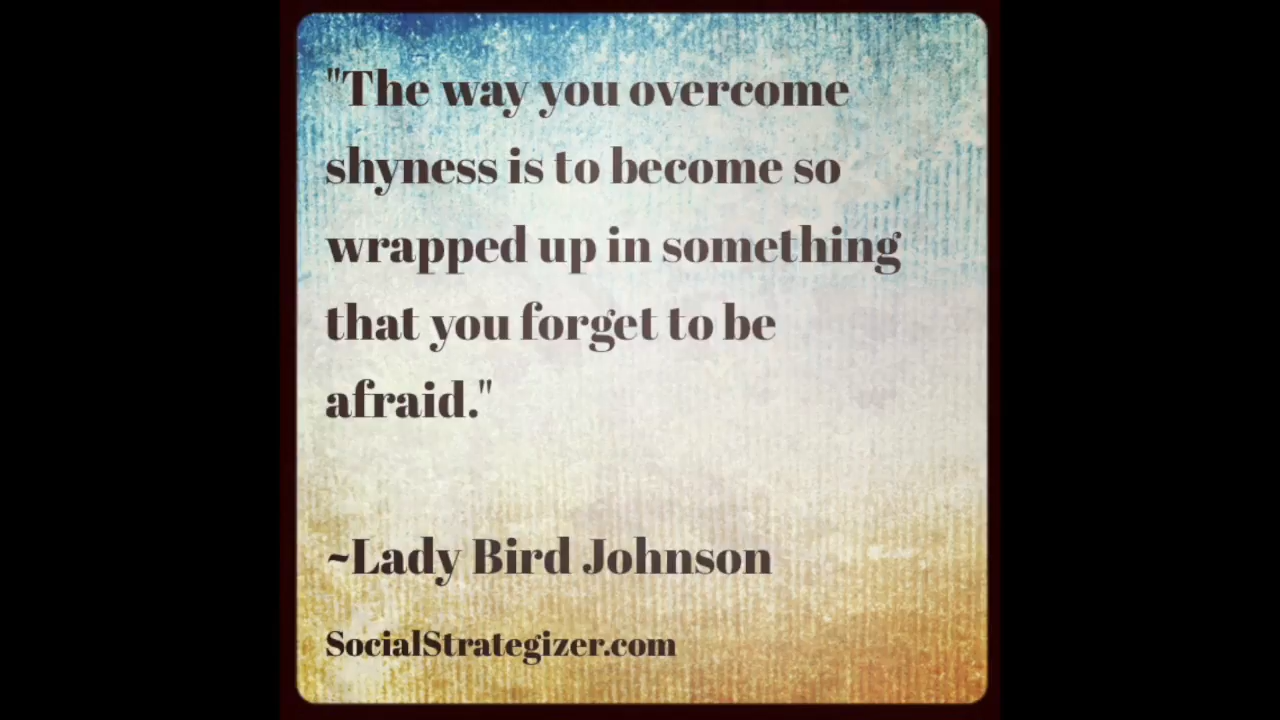 "The way you overcome
shyness is to become so
wrapped up in something
that you forget to be
afraid."
~Lady Bird Johnson
SocialStrategizer.com